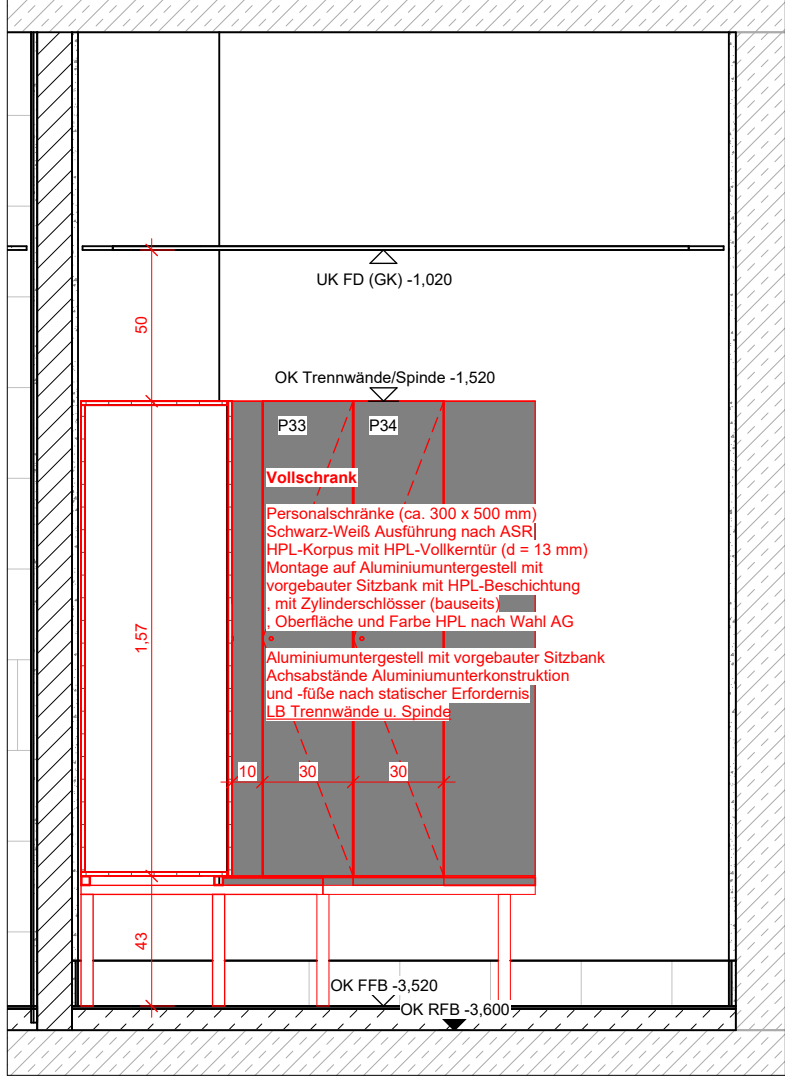 UK FD (GK) -1,020
50
OK Trennwände/Spinde -1,520
P33
P34
Vollschrank
Personalschränke (ca. 300 x 500 mm)
Schwarz-Weiß Ausführung nach ASR
HPL-Korpus mit HPL-Vollkerntür (d = 13 mm)
Montage auf Aluminiumuntergestell mit
vorgebauter Sitzbank mit HPL-Beschichtung
, mit Zylinderschlösser (bauseits)
, Oberfläche und Farbe HPL nach Wahl AG
Aluminiumuntergestell mit vorgebauter Sitzbank
Achsabstände Aluminiumunterkonstruktion
und -füße nach statischer Erfordernis
LB Trennwände u. Spinde
1,57
10
30
30
43
OK FFB -3,520
OK RFB -3,600